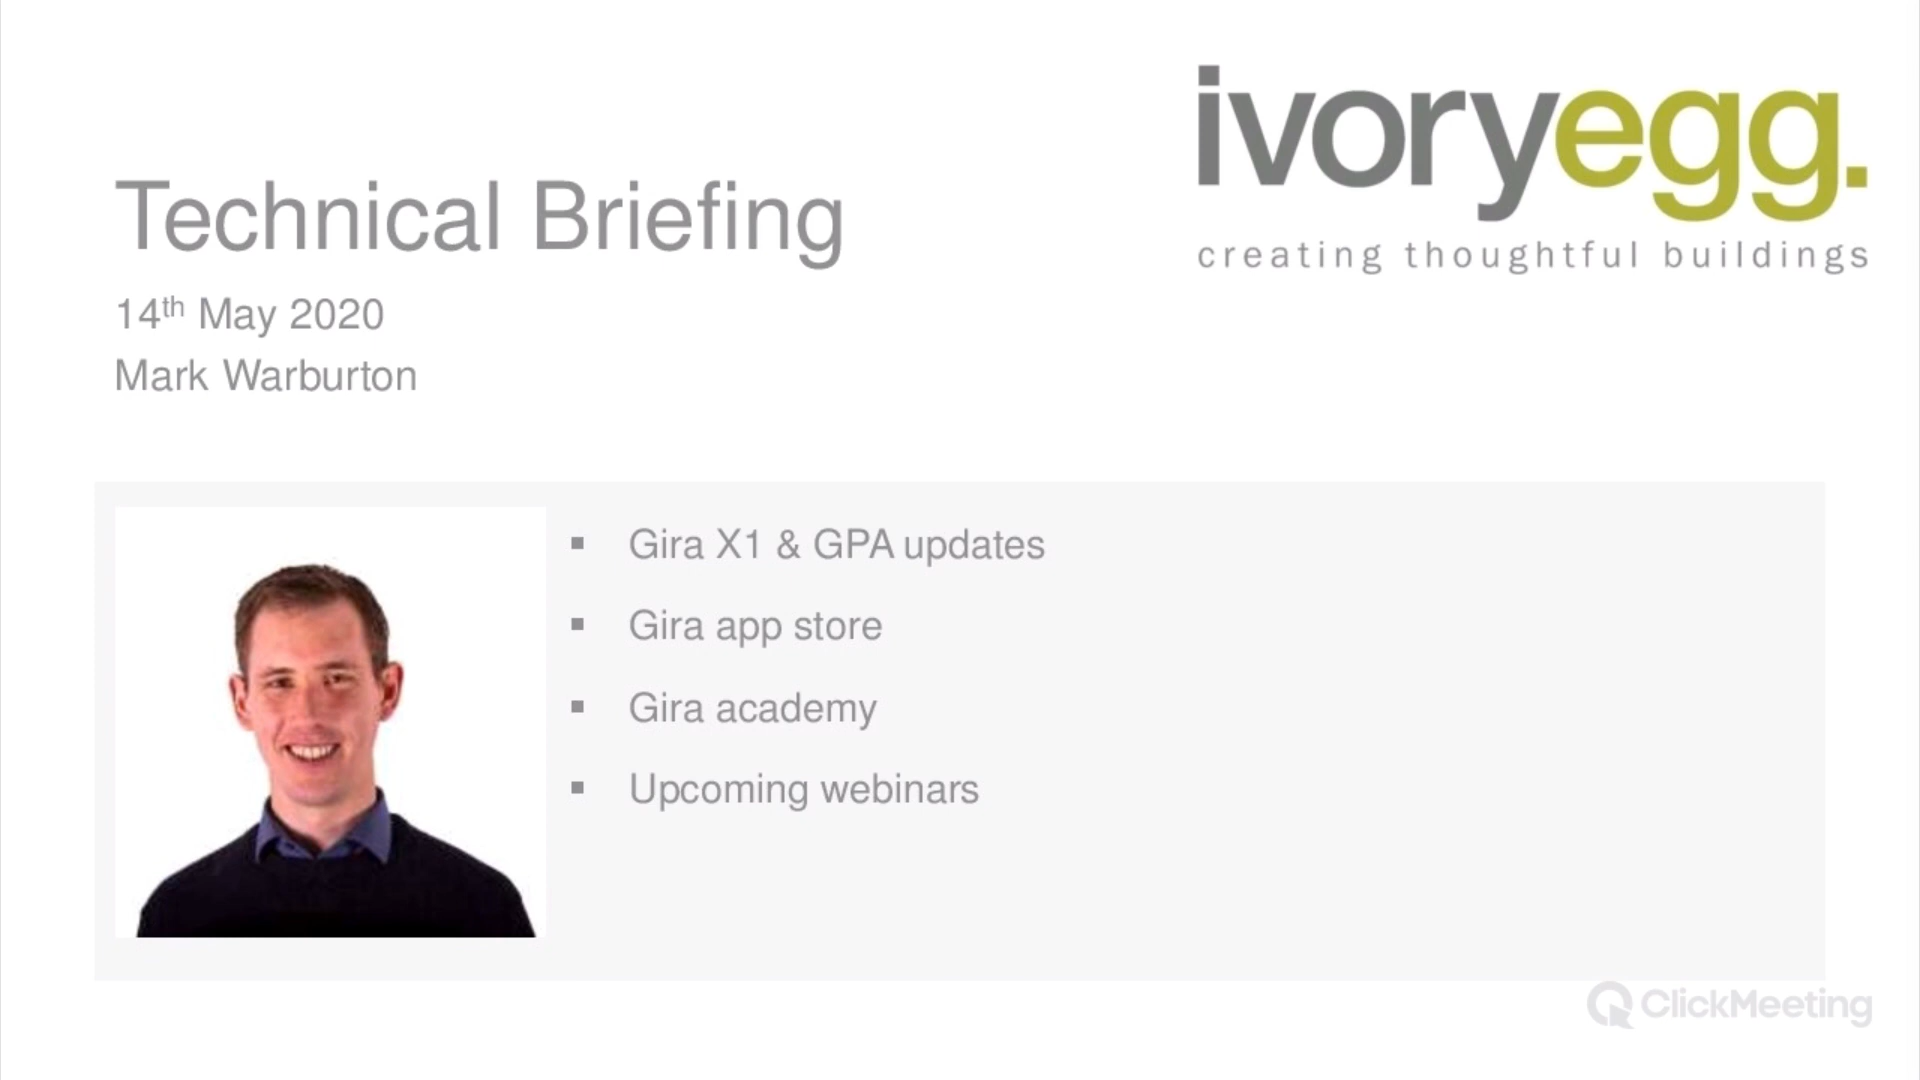 ivoryegg.
creating thoughtful buildings
Technical Briefing
14th May 2020
Mark Warburton
▪ Gira X1 & GPA updates
▪ Gira app store
▪ Gira academy
▪ Upcoming webinars
ClickMeeting